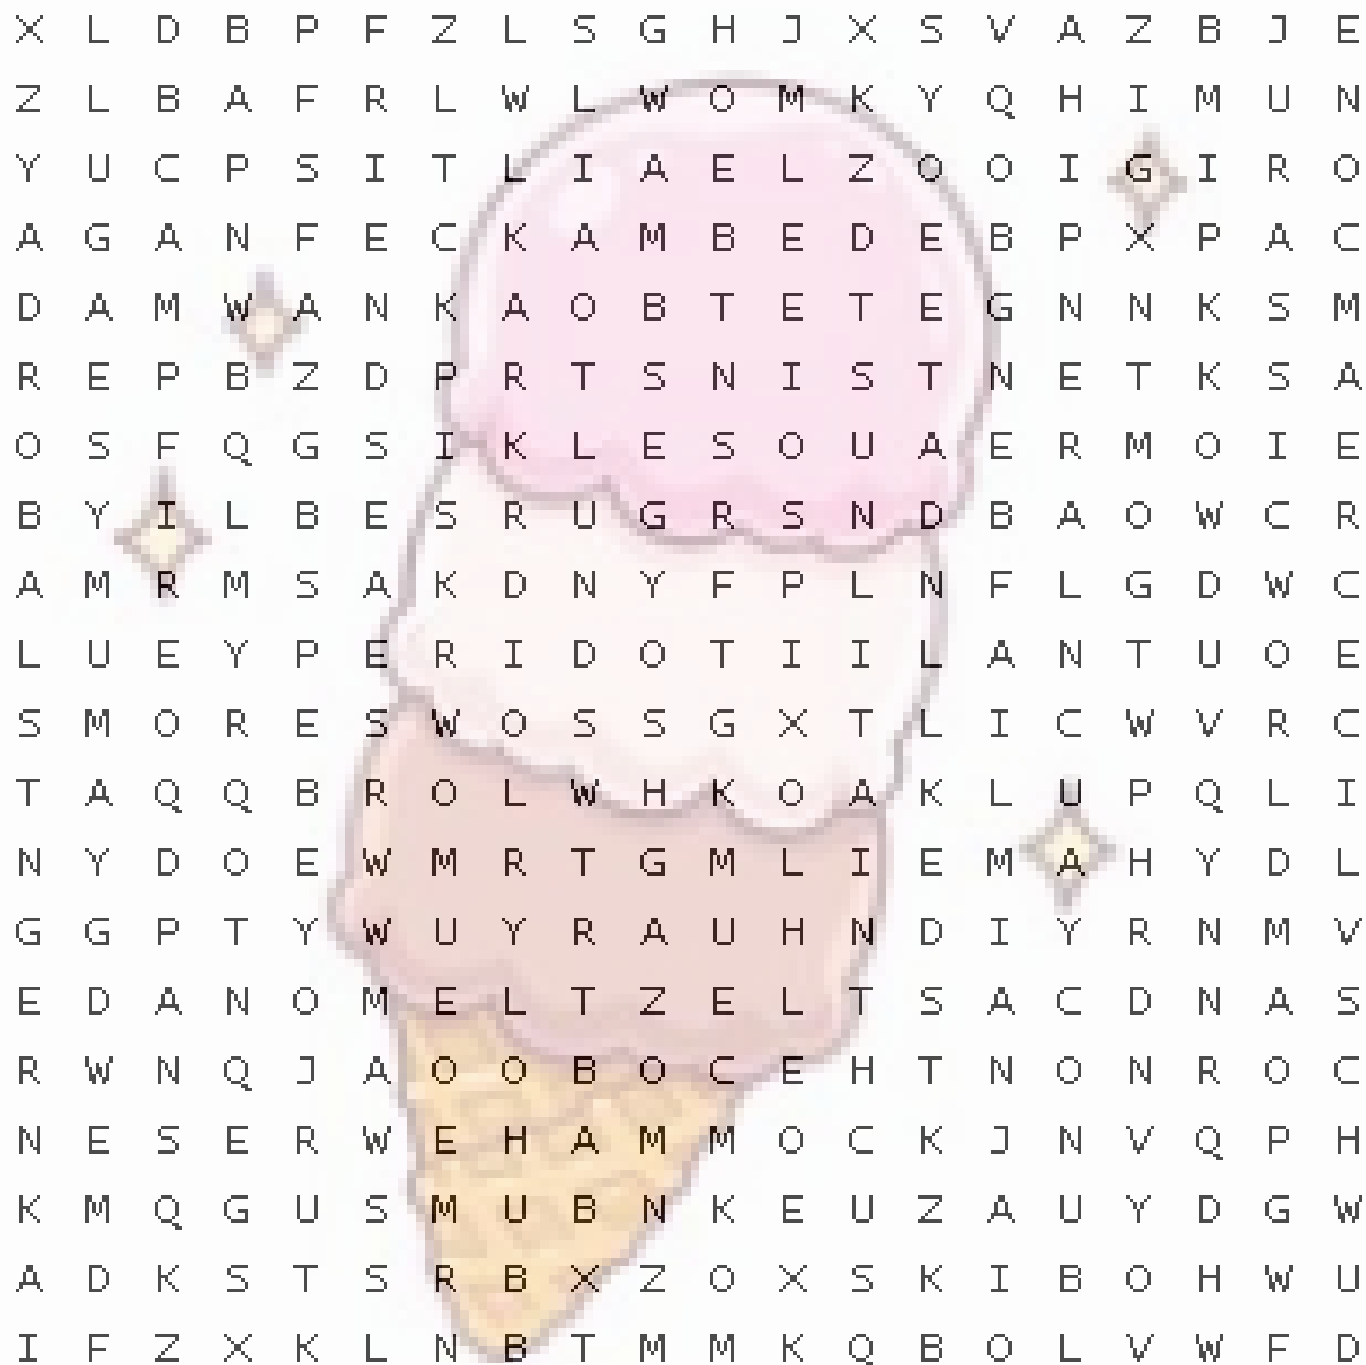 X L D B P F Z L S G H J X S V A Z B J E
Z L B A F R L W L W O M K Y Q H I M U N
Y U C P S I T L I A E L Z O O I G I R O
A G A N F E C K A M B E D E B P X P A C
D A M W A N K A O B T E T E G N N K S M
R E P B Z D P R T S N I S T N E T K S A
O S F Q G S I K L E S O U A E R M O I E
B Y I L B E S R U G R S N D B A O W C R
A M R M S A K D N Y F P L N F L G D W C
L U E Y P E R I D O T I I L A N T U O E
S M O R E S W O S S G X T L I C W V R C
T A Q Q B R O L W H K O A K L U P Q L I
N Y D O E W M R T G M L I E M A H Y D L
G G P T Y W U Y R A U H N D I Y R N M V
E D A N O M E L T Z E L T S A C D N A S
R W N Q J A O O B O C E H T N O N R O C
N E S E R W E H A M M O C K J N V Q P H
K M Q G U S M U B N K E U Z A U Y D G W
A D K S T S R B X Z O X S K I B O H W U
I F Z X K L N B T M M K Q B O L V W F D